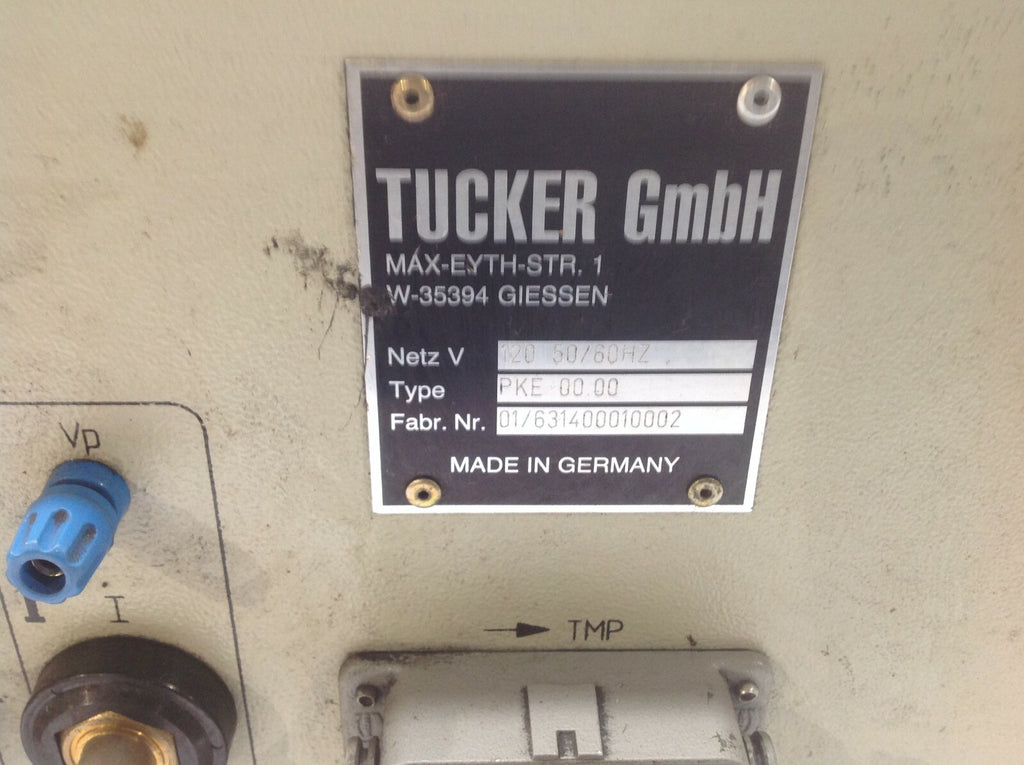 TUCKER GmbH
MAX-EYTH-STR. 1
W-35394 GIESSEN
Netz V 120 50/60HZ
Type PKE 00.00
Fabr. Nr. 01/631400010002
MADE IN GERMANY
Vp
I
TMP